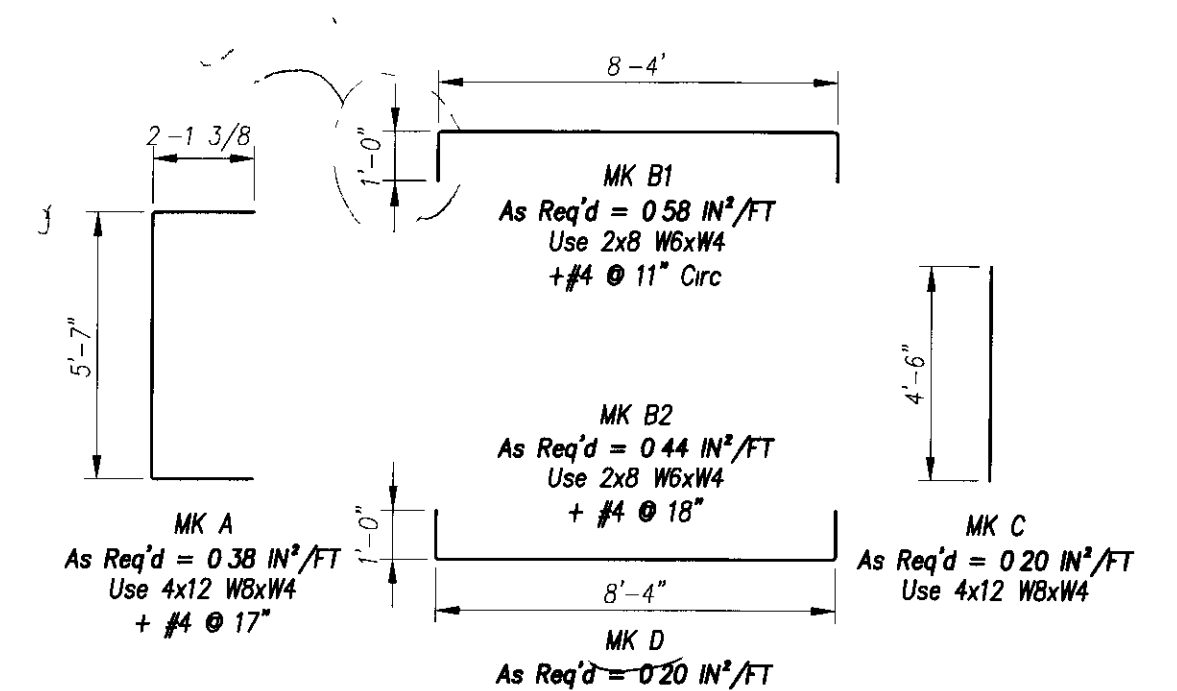 8-4'
2-1 3/8
1'-0"
MK B1
As Req'd = 0 58 IN²/FT
Use 2x8 W6xW4
+#4 @ 11" Circ
5'-7"
4'-6"
MK B2
As Req'd = 0 44 IN²/FT
Use 2x8 W6xW4
+ #4 @ 18"
1'-0"
MK A
As Req'd = 0 38 IN²/FT
Use 4x12 W8xW4
+ #4 @ 17"
MK C
As Req'd = 0 20 IN²/FT
Use 4x12 W8xW4
8'-4"
MK D
As Req'd = 0 20 IN²/FT